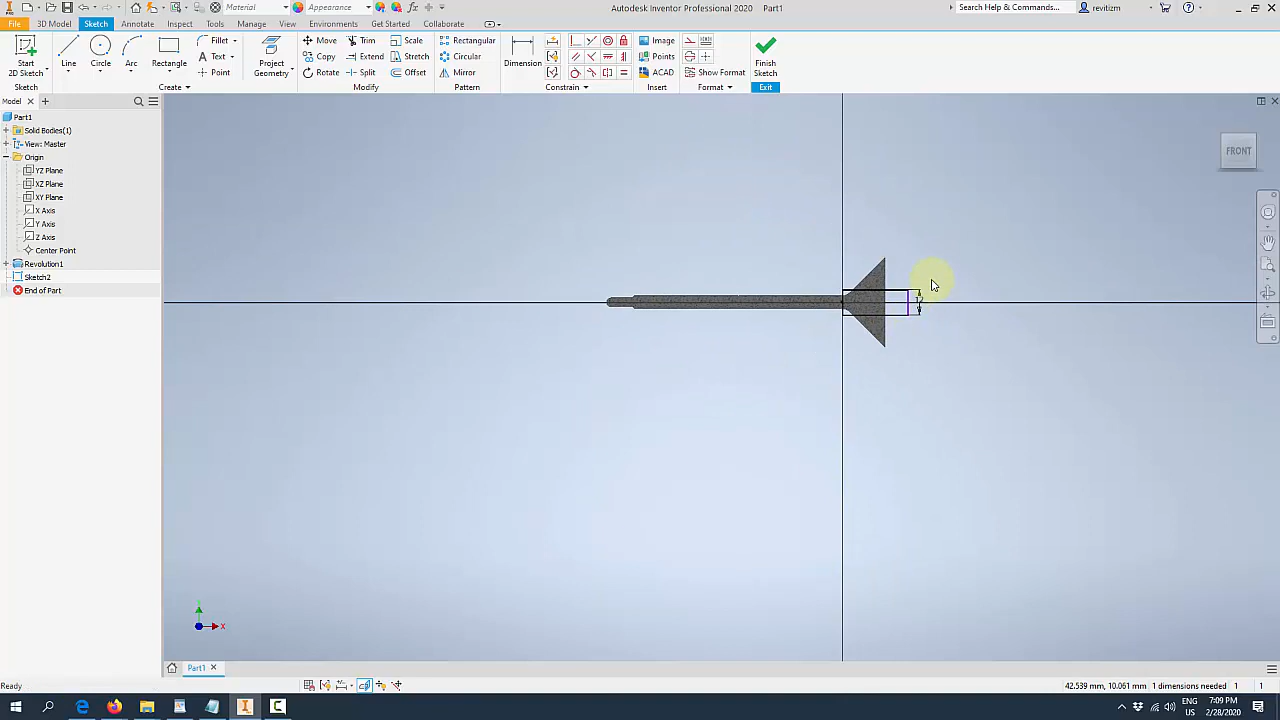 Material
Appearance
Autodesk Inventor Professional 2020 Part1
Search Help & Commands...
revitizm
File
3D Model
Sketch
Annotate
Inspect
Tools
Manage
View
Environments
Get Started
Collaborate
Start
2D Sketch
Sketch
Line
Circle
Arc
Rectangle
Fillet
Text
Point
Create
Project
Geometry
Move
Copy
Rotate
Trim
Extend
Split
Scale
Stretch
Offset
Modify
Rectangular
Circular
Mirror
Pattern
Dimension
Constrain
Image
Points
ACAD
Insert
Show Format
Format
Finish
Sketch
Exit
Model
Part1
Solid Bodies(1)
View: Master
Origin
YZ Plane
XZ Plane
XY Plane
X Axis
Y Axis
Z Axis
Center Point
Revolution1
Sketch2
End of Part
FRONT
12
X
Part1
Ready
42.539 mm, 10.061 mm
1 dimensions needed
1
1
ENG
US
7:09 PM
2/28/2020